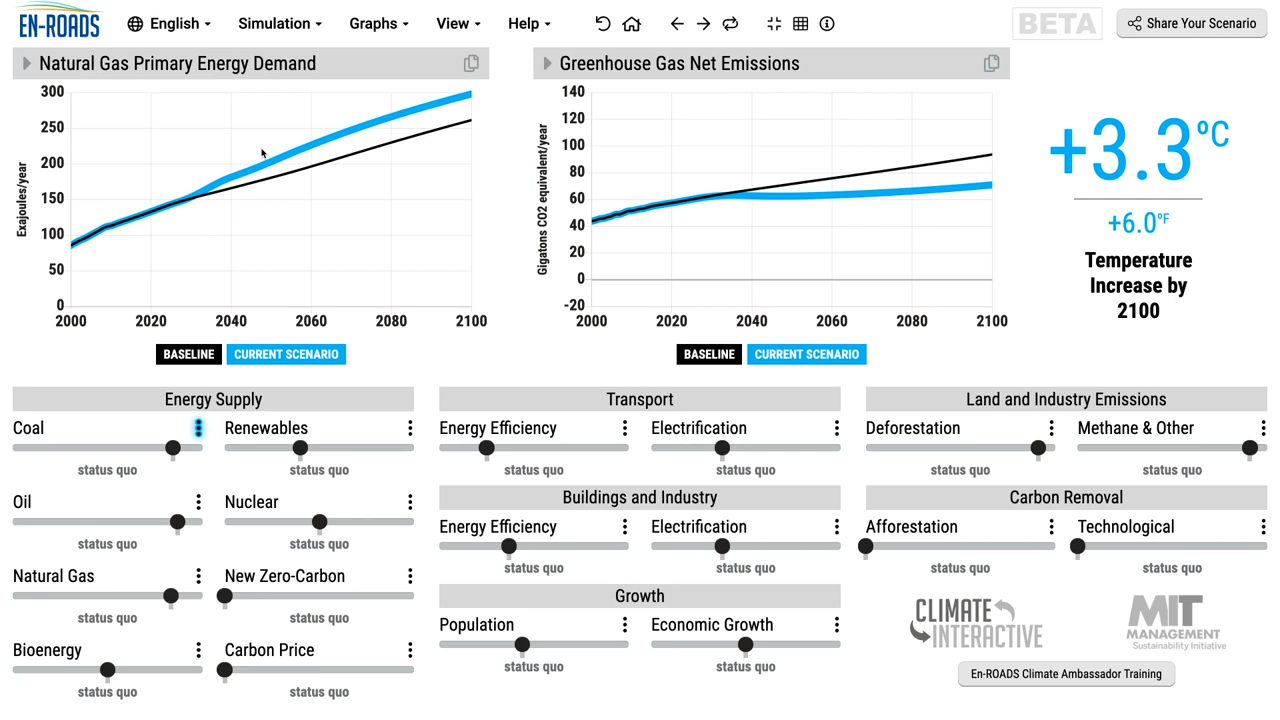 EN-ROADS
English
Simulation
Graphs
View
Help
BETA
Share Your Scenario
Natural Gas Primary Energy Demand
300
250
200
150
100
50
0
Exajoules/year
2000 2020 2040 2060 2080 2100
BASELINE CURRENT SCENARIO
Greenhouse Gas Net Emissions
140
120
100
80
60
40
20
0
-20
Gigatons CO2 equivalent/year
2000 2020 2040 2060 2080 2100
BASELINE CURRENT SCENARIO
+3.3°C
+6.0°F
Temperature
Increase by
2100
Energy Supply
Coal
status quo
Renewables
status quo
Oil
status quo
Nuclear
status quo
Natural Gas
status quo
New Zero-Carbon
status quo
Bioenergy
status quo
Carbon Price
status quo
Transport
Energy Efficiency
status quo
Electrification
status quo
Buildings and Industry
Energy Efficiency
status quo
Electrification
status quo
Growth
Population
status quo
Economic Growth
status quo
Land and Industry Emissions
Deforestation
status quo
Methane & Other
status quo
Carbon Removal
Afforestation
status quo
Technological
status quo
CLIMATE
INTERACTIVE
MIT
MANAGEMENT
Sustainability Initiative
En-ROADS Climate Ambassador Training